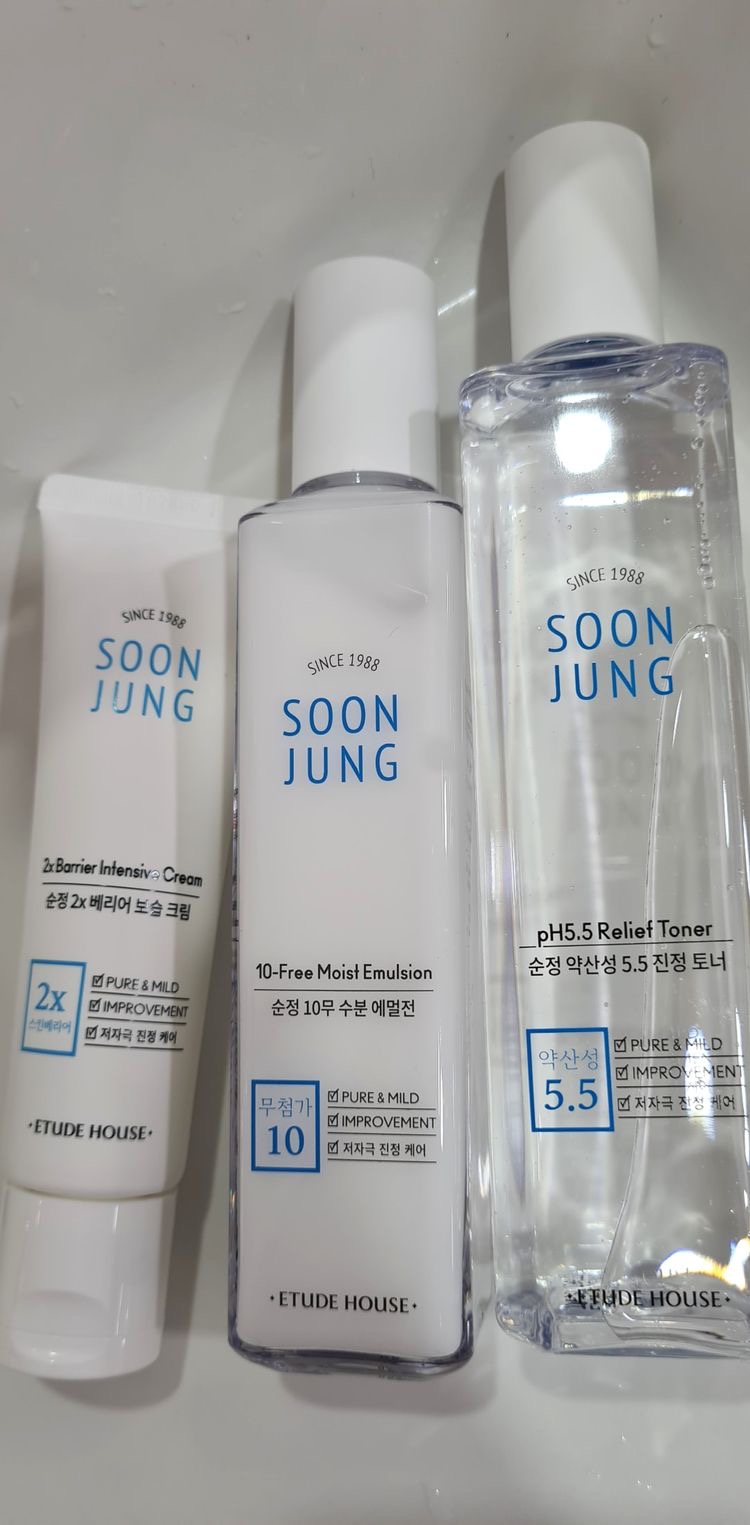 SINCE 1988
SOON
JUNG
2x Barrier Intensive Cream
순정 2x 베리어 보습 크림
2x
스킨베리어
PURE & MILD
IMPROVEMENT
저자극 진정 케어
·ETUDE HOUSE·
SINCE 1988
SOON
JUNG
10-Free Moist Emulsion
순정 10무 수분 에멀전
무첨가
10
PURE & MILD
IMPROVEMENT
저자극 진정 케어
·ETUDE HOUSE·
SINCE 1988
SOON
JUNG
pH5.5 Relief Toner
순정 약산성 5.5 진정 토너
약산성
5.5
PURE & MILD
IMPROVEMENT
저자극 진정 케어
·ETUDE HOUSE·